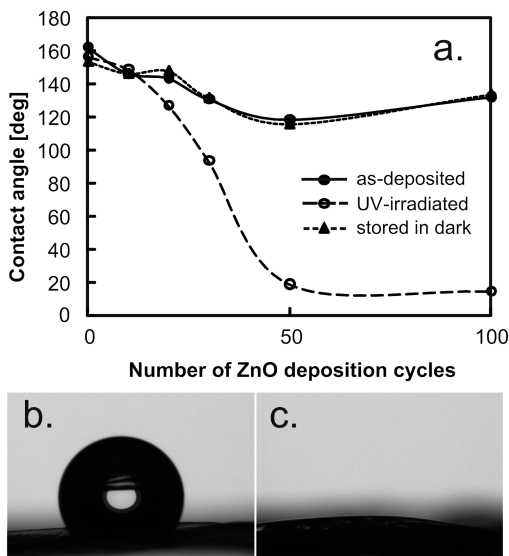 180
160
140
120
100
80
60
40
20
0
Contact angle [deg]
a.
as-deposited
UV-irradiated
stored in dark
0
50
100
Number of ZnO deposition cycles
b.
c.